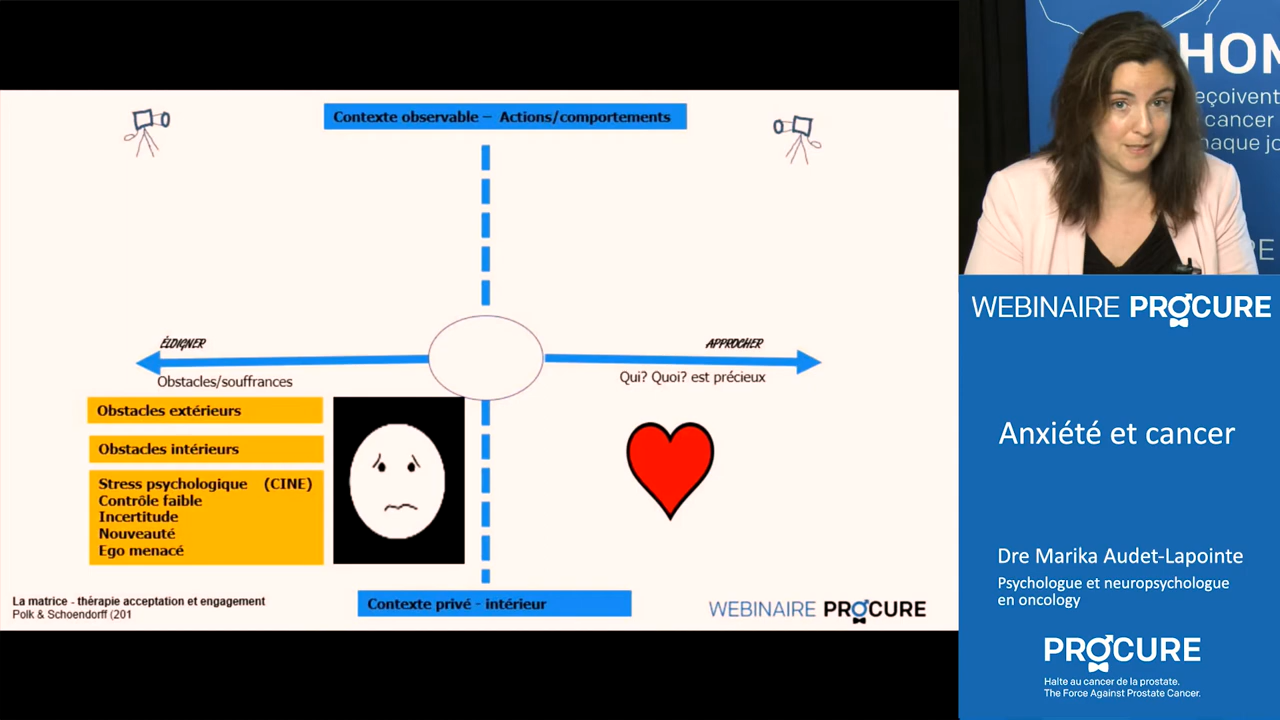 Contexte observable – Actions/comportements
ÉLOIGNER
APPROCHER
Obstacles/souffrances
Qui? Quoi? est précieux
Obstacles extérieurs
Obstacles intérieurs
Stress psychologique (CINE)
Contrôle faible
Incertitude
Nouveauté
Ego menacé
La matrice - thérapie acceptation et engagement
Polk & Schoendorff (201
Contexte privé - intérieur
WEBINAIRE PROCURE
HOM
eçoivent
cancer
haque jo
RE
WEBINAIRE PROCURE
Anxiété et cancer
Dre Marika Audet-Lapointe
Psychologue et neuropsychologue
en oncology
PROCURE
Halte au cancer de la prostate.
The Force Against Prostate Cancer.